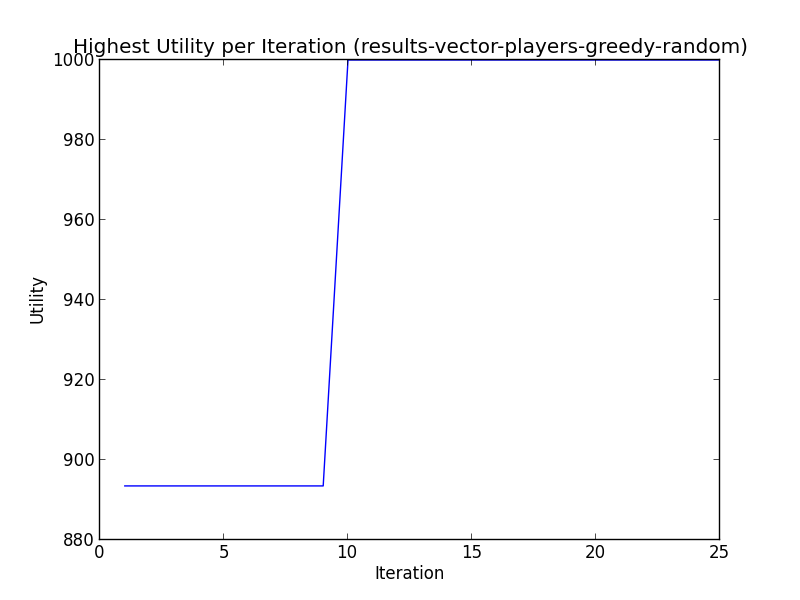 Highest Utility per Iteration (results-vector-players-greedy-random)
1000
980
960
940
920
900
880
Utility
0 5 10 15 20 25
Iteration